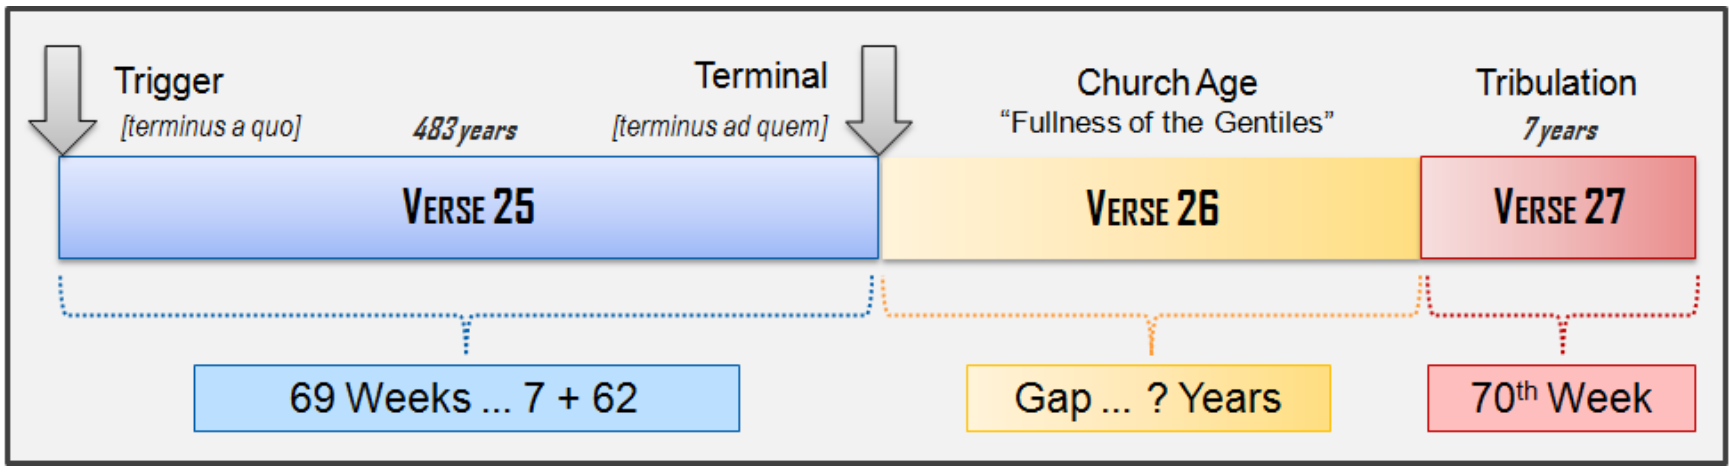 Trigger
[terminus a quo]
483 years
Terminal
[terminus ad quem]
Church Age
“Fullness of the Gentiles”
Tribulation
7 years
VERSE 25
VERSE 26
VERSE 27
69 Weeks ... 7 + 62
Gap ... ? Years
70th Week